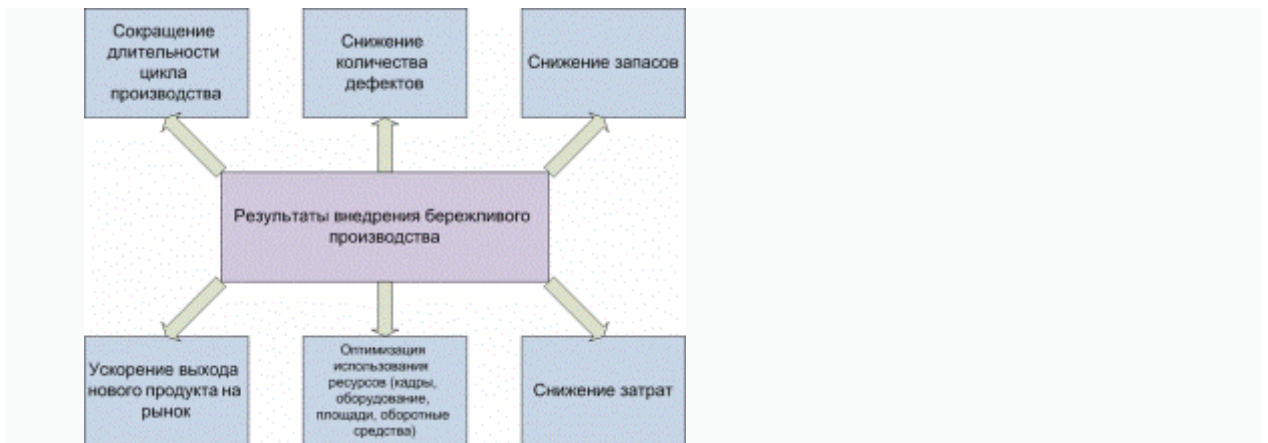 Сокращение
длительности
цикла
производства
Снижение
количества
дефектов
Снижение запасов
Результаты внедрения бережливого
производства
Ускорение выхода
нового продукта на
рынок
Оптимизация
использования
ресурсов (кадры,
оборудование,
площади, оборотные
средства)
Снижение затрат